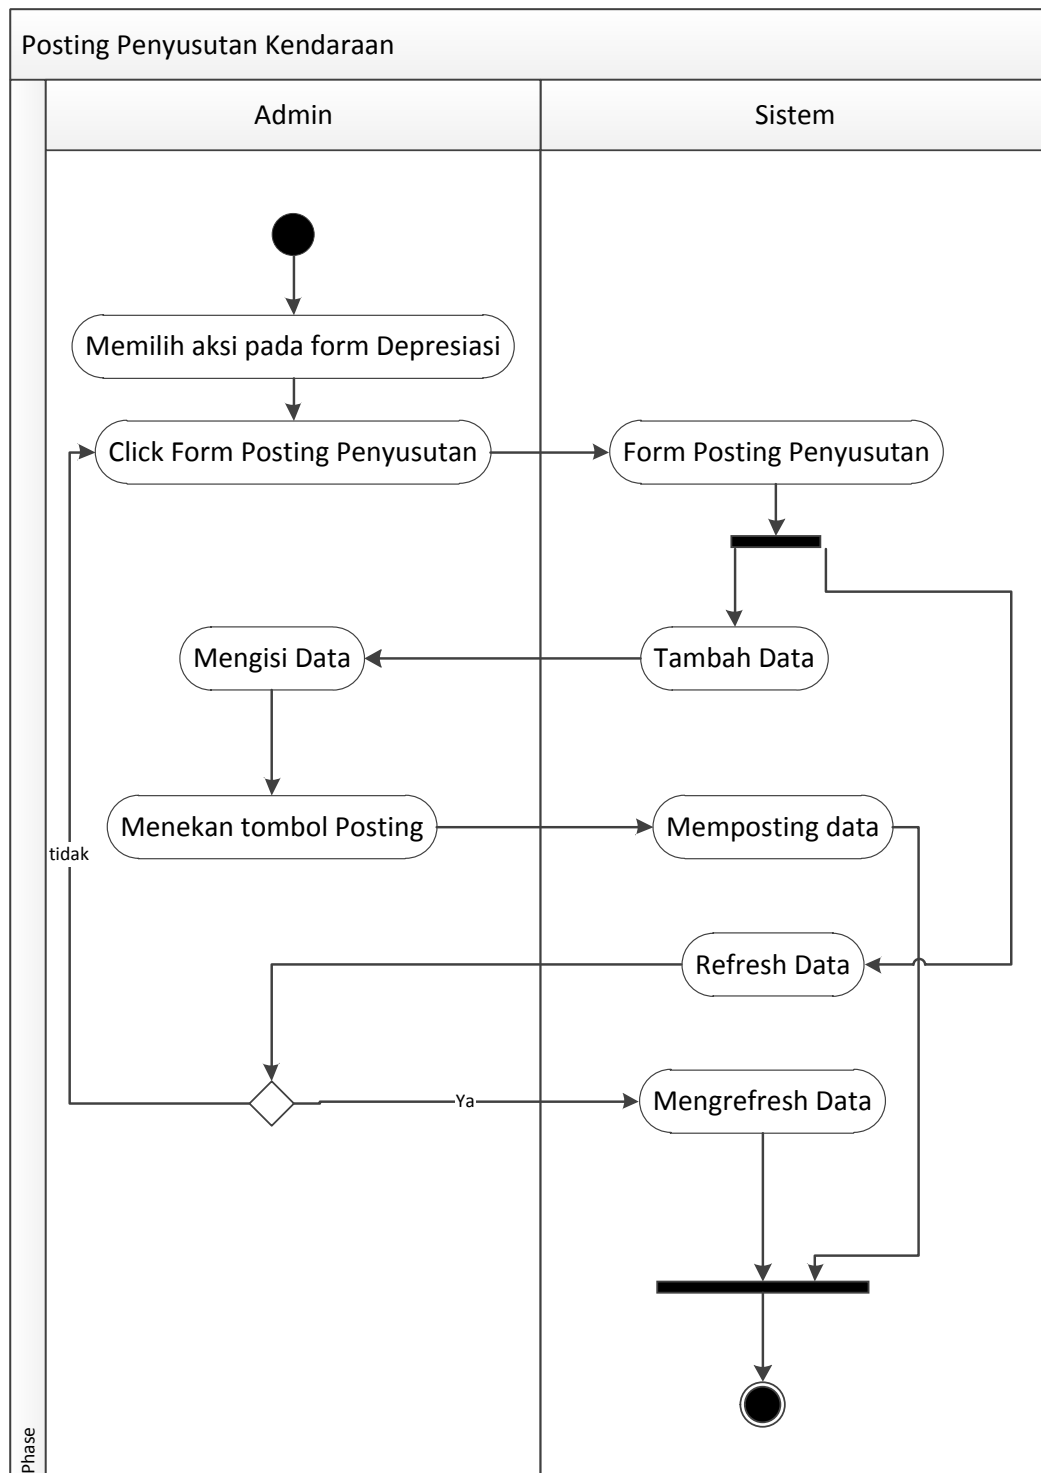 Posting Penyusutan Kendaraan
Admin
Sistem
Memilih aksi pada form Depresiasi
Click Form Posting Penyusutan
Form Posting Penyusutan
Mengisi Data
Tambah Data
Menekan tombol Posting
Memposting data
tidak
Refresh Data
Ya
Mengrefresh Data
Phase